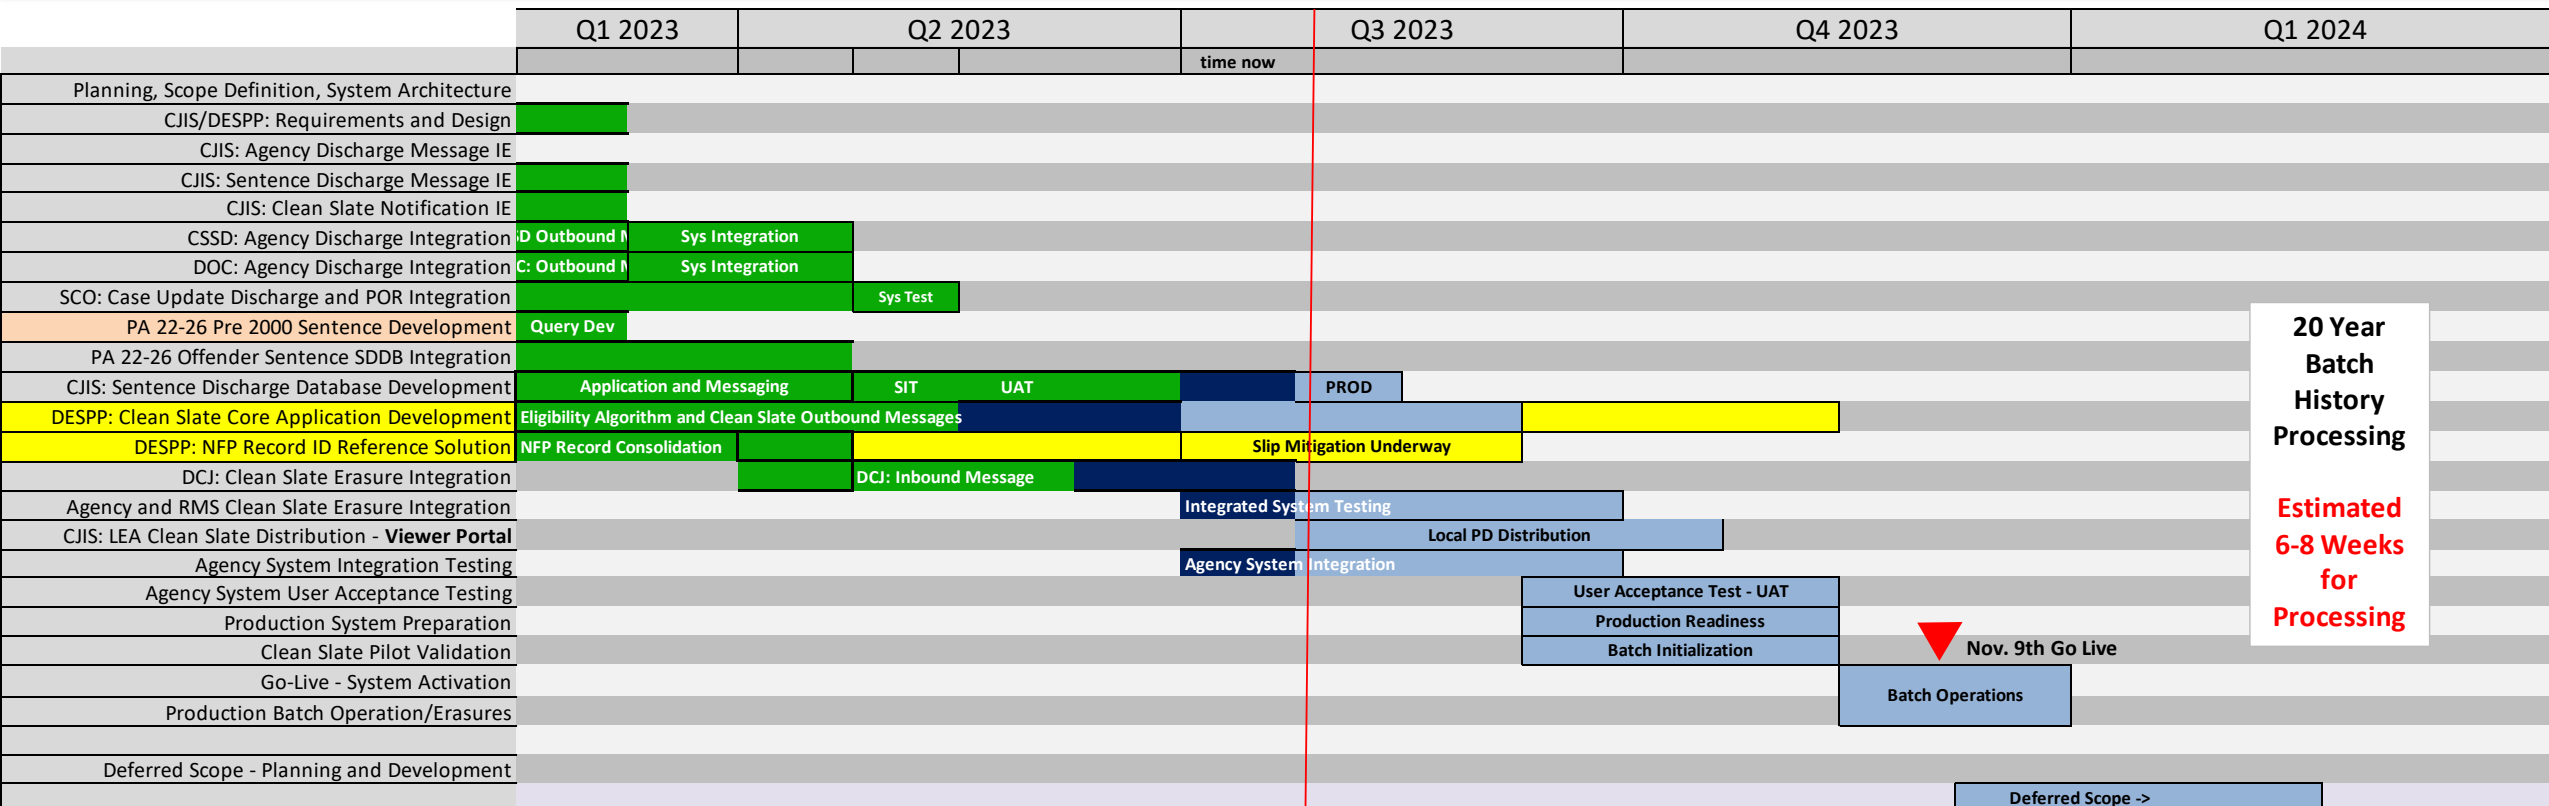 Q1 2023 Q2 2023 Q3 2023 Q4 2023 Q1 2024
time now
Planning, Scope Definition, System Architecture
CJIS/DESPP: Requirements and Design
CJIS: Agency Discharge Message IE
CJIS: Sentence Discharge Message IE
CJIS: Clean Slate Notification IE
CSSD: Agency Discharge Integration D Outbound Sys Integration
DOC: Agency Discharge Integration C: Outbound Sys Integration
SCO: Case Update Discharge and POR Integration Sys Test
PA 22-26 Pre 2000 Sentence Development Query Dev
PA 22-26 Offender Sentence SDDB Integration
CJIS: Sentence Discharge Database Development Application and Messaging SIT UAT PROD
DESPP: Clean Slate Core Application Development Eligibility Algorithm and Clean Slate Outbound Messages
DESPP: NFP Record ID Reference Solution NFP Record Consolidation Slip Mitigation Underway
DCJ: Clean Slate Erasure Integration DCJ: Inbound Message
Agency and RMS Clean Slate Erasure Integration Integrated System Testing
CJIS: LEA Clean Slate Distribution - Viewer Portal Local PD Distribution
Agency System Integration Testing Agency System Integration
Agency System User Acceptance Testing User Acceptance Test - UAT
Production System Preparation Production Readiness
Clean Slate Pilot Validation Batch Initialization
Nov. 9th Go Live
Go-Live - System Activation
Batch Operations
Production Batch Operation/Erasures
Deferred Scope - Planning and Development
Deferred Scope ->
20 Year
Batch
History
Processing
Estimated
6-8 Weeks
for
Processing